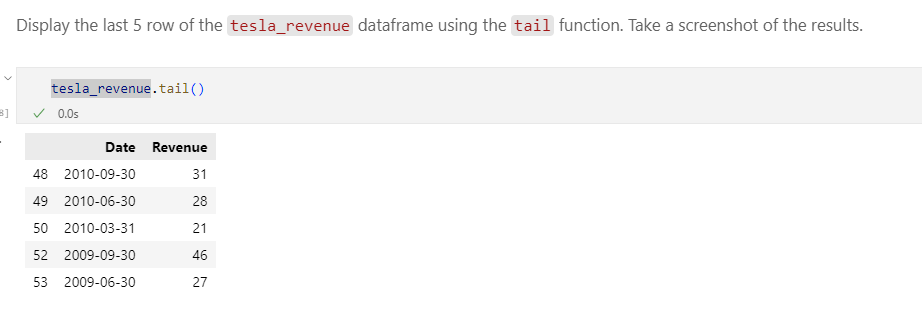 Display the last 5 row of the tesla_revenue dataframe using the tail function. Take a screenshot of the results.
tesla_revenue.tail()
8]
0.0s
Date Revenue
48 2010-09-30 31
49 2010-06-30 28
50 2010-03-31 21
52 2009-09-30 46
53 2009-06-30 27